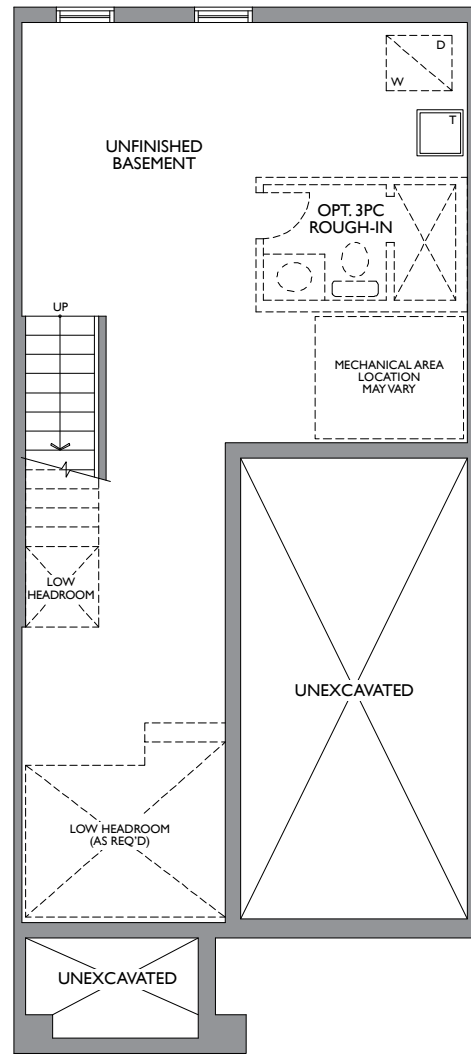 D
W
T
UNFINISHED
BASEMENT
OPT. 3PC
ROUGH-IN
UP
MECHANICAL AREA
LOCATION
MAY VARY
LOW
HEADROOM
UNEXCAVATED
LOW HEADROOM
(AS REQ'D)
UNEXCAVATED